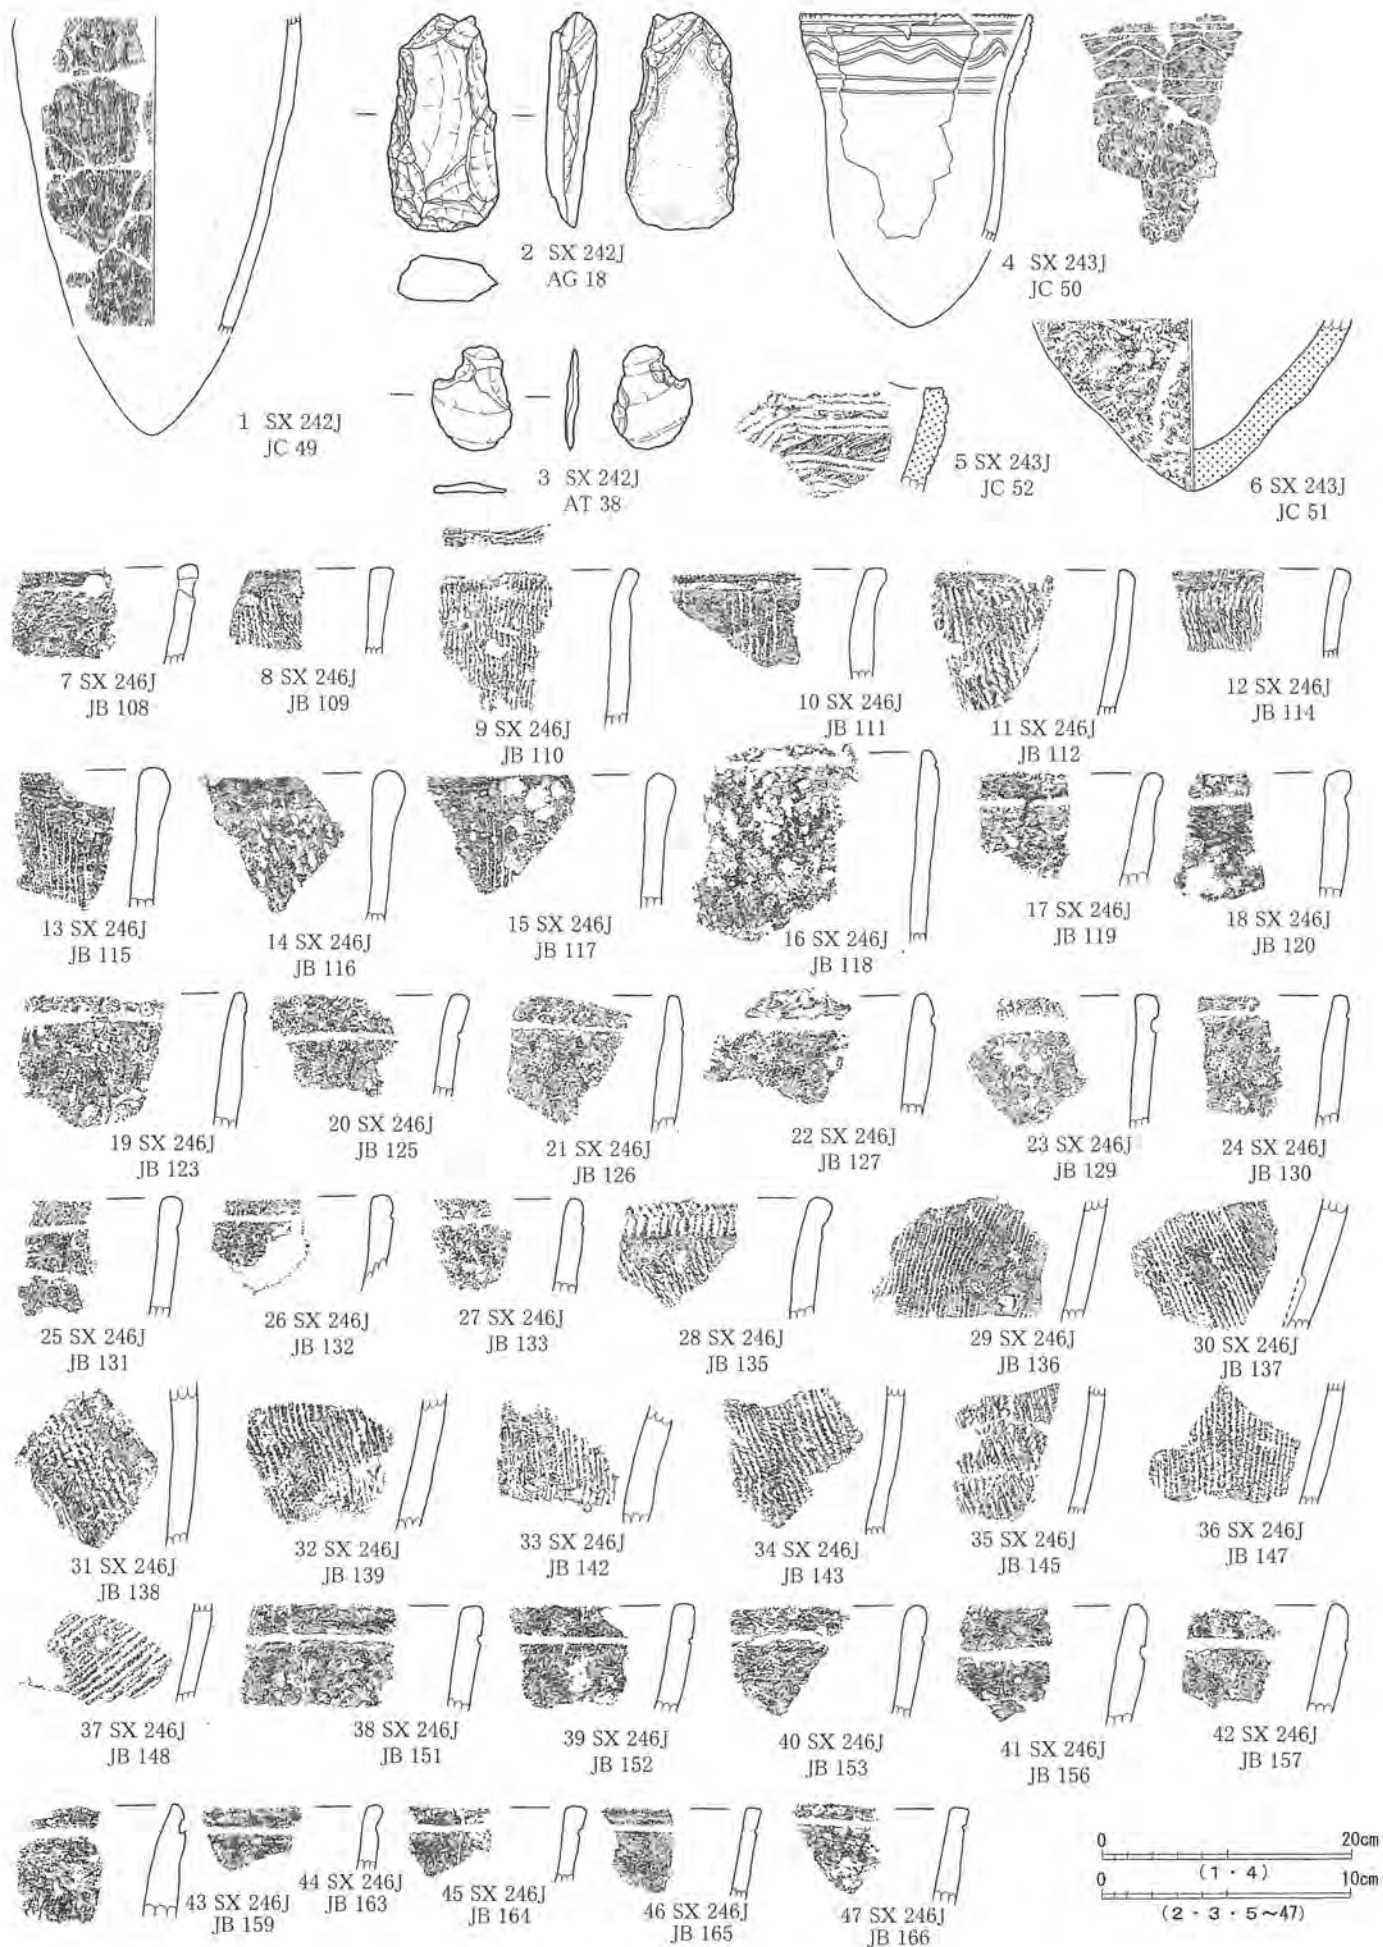 1 SX 242J
JC 49
2 SX 242J
AG 18
3 SX 242J
AT 38
4 SX 243J
JC 50
5 SX 243J
JC 52
6 SX 243J
JC 51
7 SX 246J
JB 108
8 SX 246J
JB 109
9 SX 246J
JB 110
10 SX 246J
JB 111
11 SX 246J
JB 112
12 SX 246J
JB 114
13 SX 246J
JB 115
14 SX 246J
JB 116
15 SX 246J
JB 117
16 SX 246J
JB 118
17 SX 246J
JB 119
18 SX 246J
JB 120
19 SX 246J
JB 123
20 SX 246J
JB 125
21 SX 246J
JB 126
22 SX 246J
JB 127
23 SX 246J
JB 129
24 SX 246J
JB 130
25 SX 246J
JB 131
26 SX 246J
JB 132
27 SX 246J
JB 133
28 SX 246J
JB 135
29 SX 246J
JB 136
30 SX 246J
JB 137
31 SX 246J
JB 138
32 SX 246J
JB 139
33 SX 246J
JB 142
34 SX 246J
JB 143
35 SX 246J
JB 145
36 SX 246J
JB 147
37 SX 246J
JB 148
38 SX 246J
JB 151
39 SX 246J
JB 152
40 SX 246J
JB 153
41 SX 246J
JB 156
42 SX 246J
JB 157
43 SX 246J
JB 159
44 SX 246J
JB 163
45 SX 246J
JB 164
46 SX 246J
JB 165
47 SX 246J
JB 166
0 20cm
(1・4)
0 10cm
(2・3・5~47)